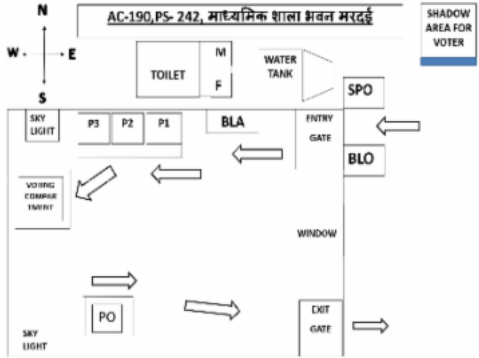 N
AC-190,PS- 242, माध्यमिक शाला भवन मरदई
SHADOW
AREA FOR
VOTER
W
E
S
TOILET
M
F
WATER
TANK
SPO
SKY
LIGHT
P3
P2
P1
BLA
ENTRY
GATE
BLO
VOTING
COMPAR
TMENT
WINDOW
PO
EXIT
GATE
SKY
LIGHT